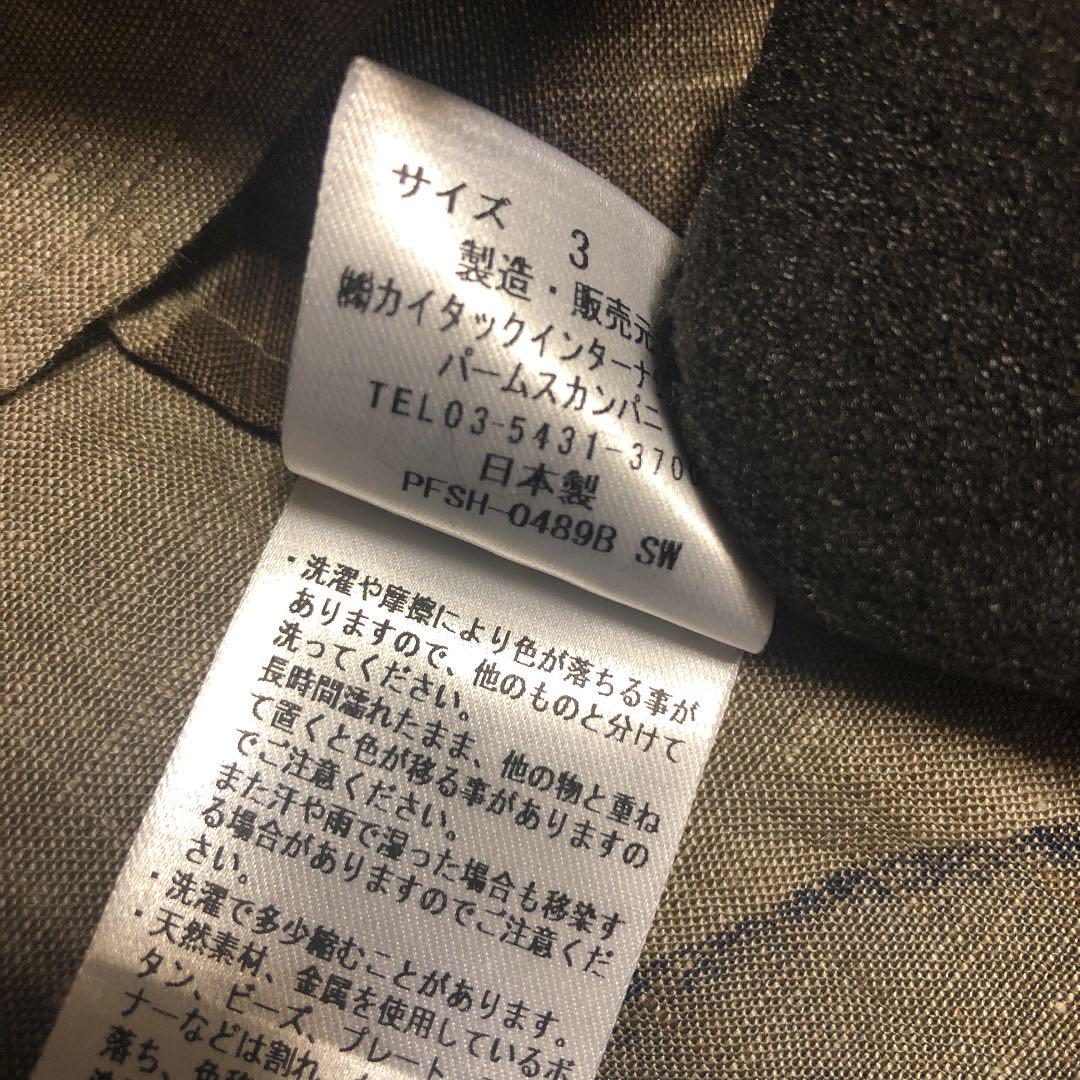 サイズ 3
製造・販売元
㈱カイタックインターナ
パームスカンパニ
TEL03-5431-370
日本製
PFSH-0489B SW
・洗濯や摩擦により色が落ちる事が
ありますので、他のものと分けて
洗ってください。
長時間濡れたまま、他の物と重ね
て置くと色が移る事がありますの
でご注意ください。
また汗や雨で湿った場合も移染す
る場合がありますのでご注意くだ
さい。
・洗濯で多少縮むことがあります。
・天然素材、金属を使用しているボ
タン、ビーズ、プレート、
ナーなどは割れ、
落ち、色移